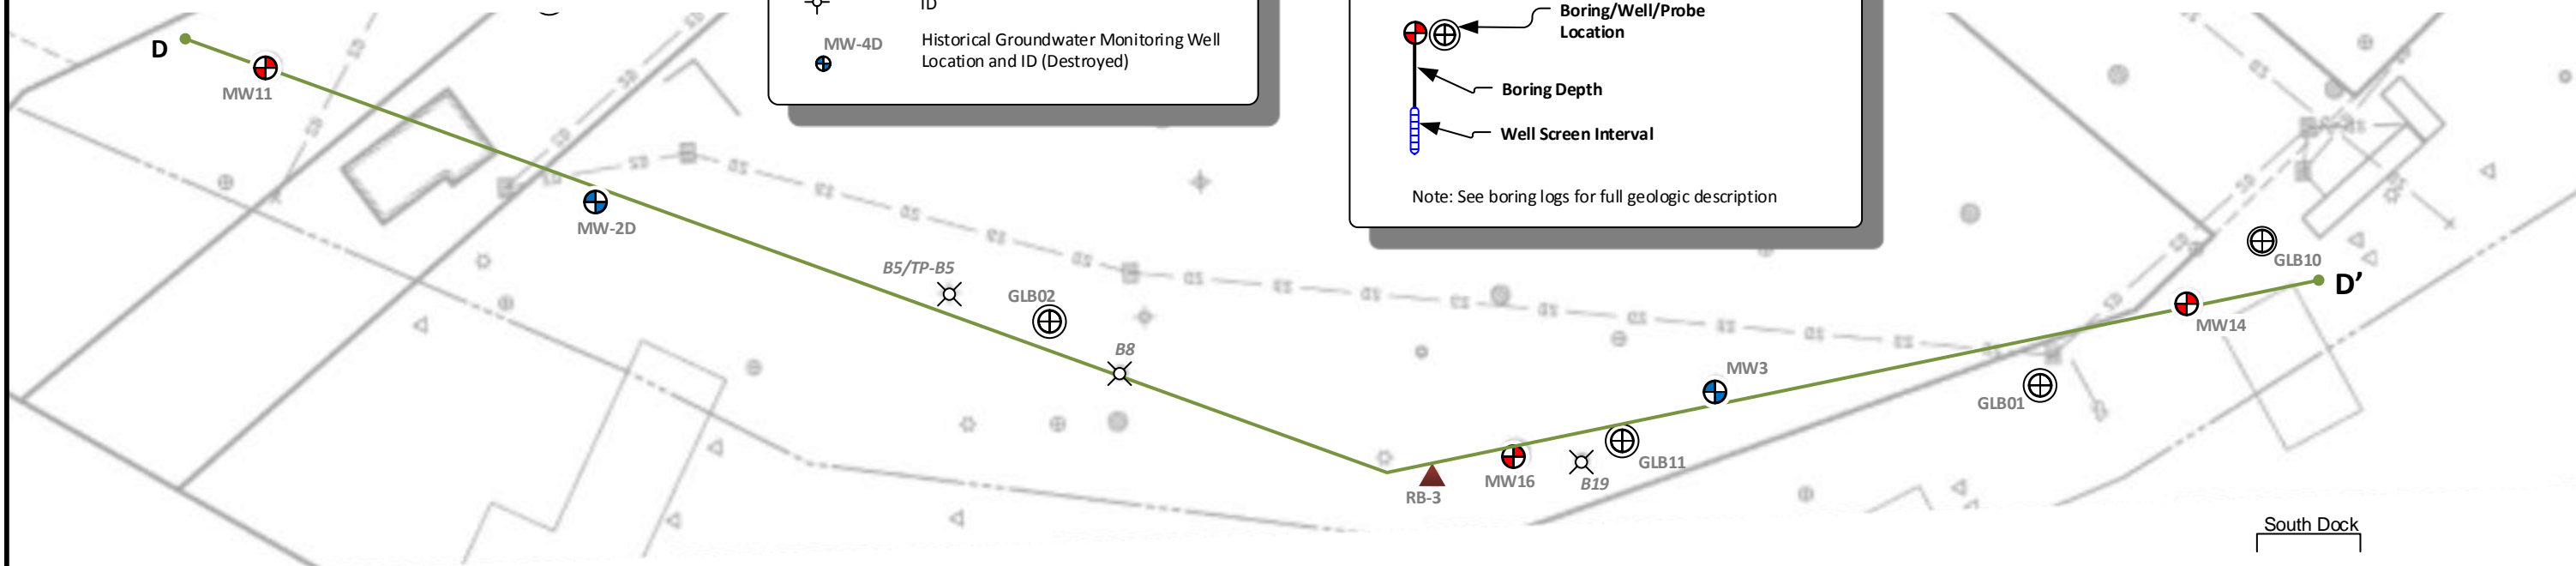 ID
MW-4D
Historical Groundwater Monitoring Well
Location and ID (Destroyed)
Boring/Well/Probe
Location
Boring Depth
Well Screen Interval
Note: See boring logs for full geologic description
D
MW11
MW-2D
B5/TP-B5
GLB02
B8
RB-3
MW16
B19
GLB11
MW3
GLB01
MW14
GLB10
D’
South Dock